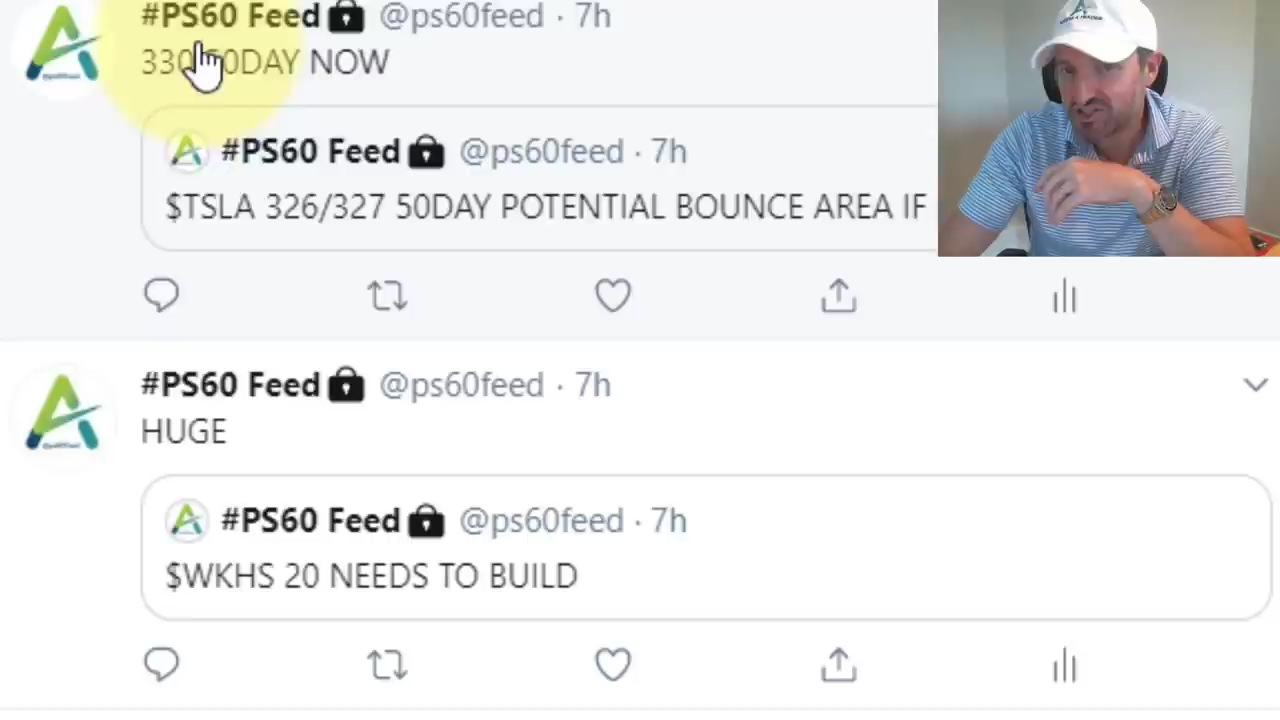 #PS60 Feed @ps60feed · 7h
330 50DAY NOW
#PS60 Feed @ps60feed · 7h
$TSLA 326/327 50DAY POTENTIAL BOUNCE AREA IF
#PS60 Feed @ps60feed · 7h
HUGE
#PS60 Feed @ps60feed · 7h
$WKHS 20 NEEDS TO BUILD